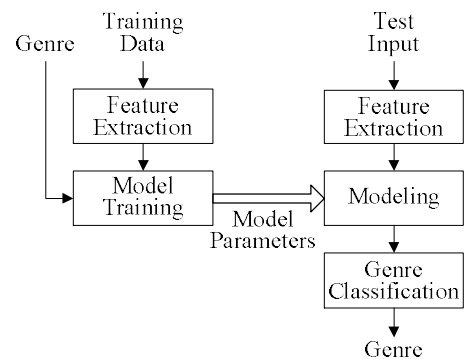 Genre
Training
Data
Test
Input
Feature
Extraction
Feature
Extraction
Model
Training
Model
Parameters
Modeling
Genre
Classification
Genre